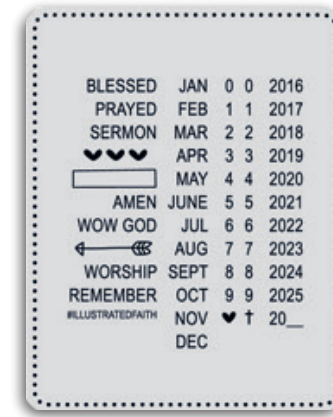 BLESSED JAN 0 0 2016
PRAYED FEB 1 1 2017
SERMON MAR 2 2 2018
♥♥♥ APR 3 3 2019
MAY 4 4 2020
AMEN JUNE 5 5 2021
WOW GOD JUL 6 6 2022
AUG 7 7 2023
WORSHIP SEPT 8 8 2024
REMEMBER OCT 9 9 2025
#ILLUSTRATEDFAITH NOV ♥ † 20__
DEC